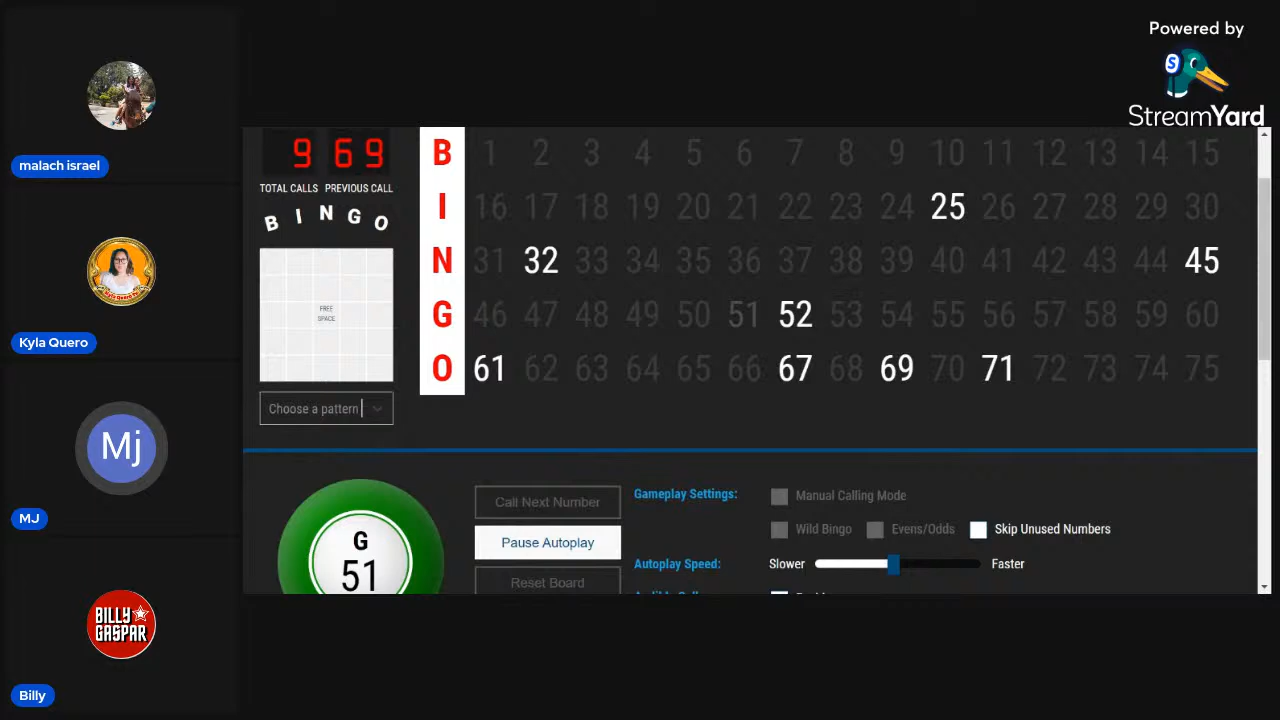 Powered by
StreamYard
malach israel
Kyla Quero
Mj
MJ
BILLY
GASPAR
Billy
9 69
TOTAL CALLS PREVIOUS CALL
B I N G O
FREE
SPACE
Choose a pattern
B 1 2 3 4 5 6 7 8 9 10 11 12 13 14 15
I 16 17 18 19 20 21 22 23 24 25 26 27 28 29 30
N 31 32 33 34 35 36 37 38 39 40 41 42 43 44 45
G 46 47 48 49 50 51 52 53 54 55 56 57 58 59 60
O 61 62 63 64 65 66 67 68 69 70 71 72 73 74 75
G
51
Call Next Number
Pause Autoplay
Reset Board
Gameplay Settings: Manual Calling Mode
Wild Bingo Evens/Odds Skip Unused Numbers
Autoplay Speed: Slower Faster